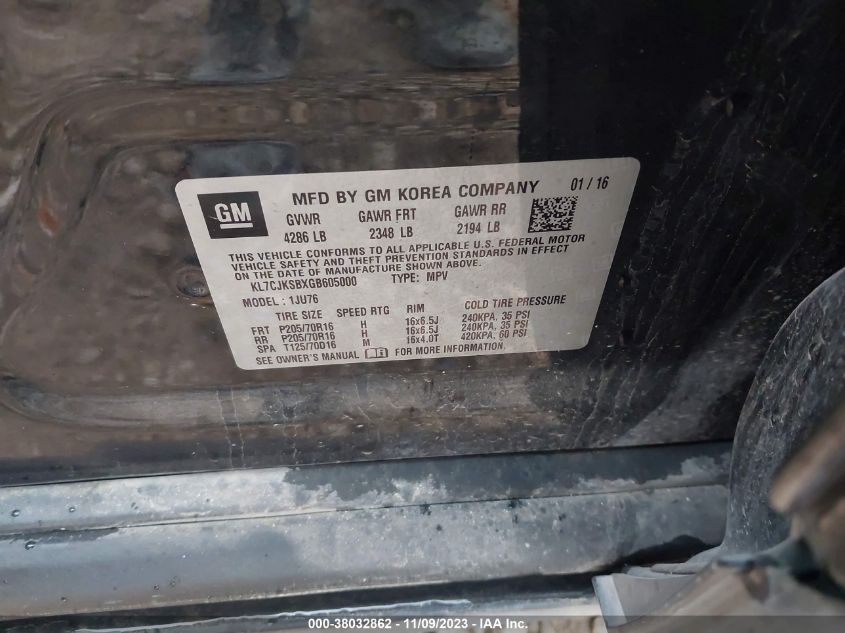 GM
MFD BY GM KOREA COMPANY 01 / 16
GVWR GAWR FRT GAWR RR
4286 LB 2348 LB 2194 LB
THIS VEHICLE CONFORMS TO ALL APPLICABLE U.S. FEDERAL MOTOR
VEHICLE SAFETY AND THEFT PREVENTION STANDARDS IN EFFECT
ON THE DATE OF MANUFACTURE SHOWN ABOVE.
KL7CJKSBXGB605000 TYPE: MPV
MODEL : 1JU76
TIRE SIZE SPEED RTG RIM COLD TIRE PRESSURE
FRT P205/70R16 H 16x6.5J 240KPA, 35 PSI
RR P205/70R16 H 16x6.5J 240KPA, 35 PSI
SPA T125/70D16 M 16x4.0T 420KPA, 60 PSI
SEE OWNER'S MANUAL FOR MORE INFORMATION.
000-38032862 - 11/09/2023 - IAA Inc.